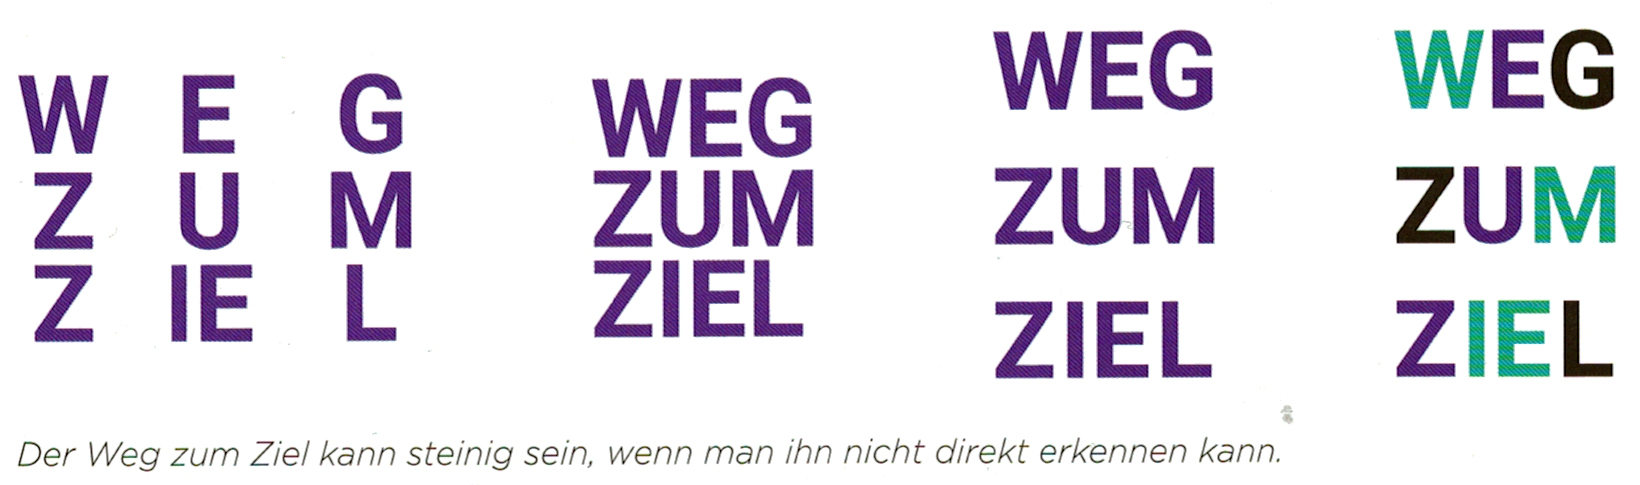 W E G
Z U M
Z IE L
WEG
ZUM
ZIEL
WEG
ZUM
ZIEL
WEG
ZUM
ZIEL
Der Weg zum Ziel kann steinig sein, wenn man ihn nicht direkt erkennen kann.